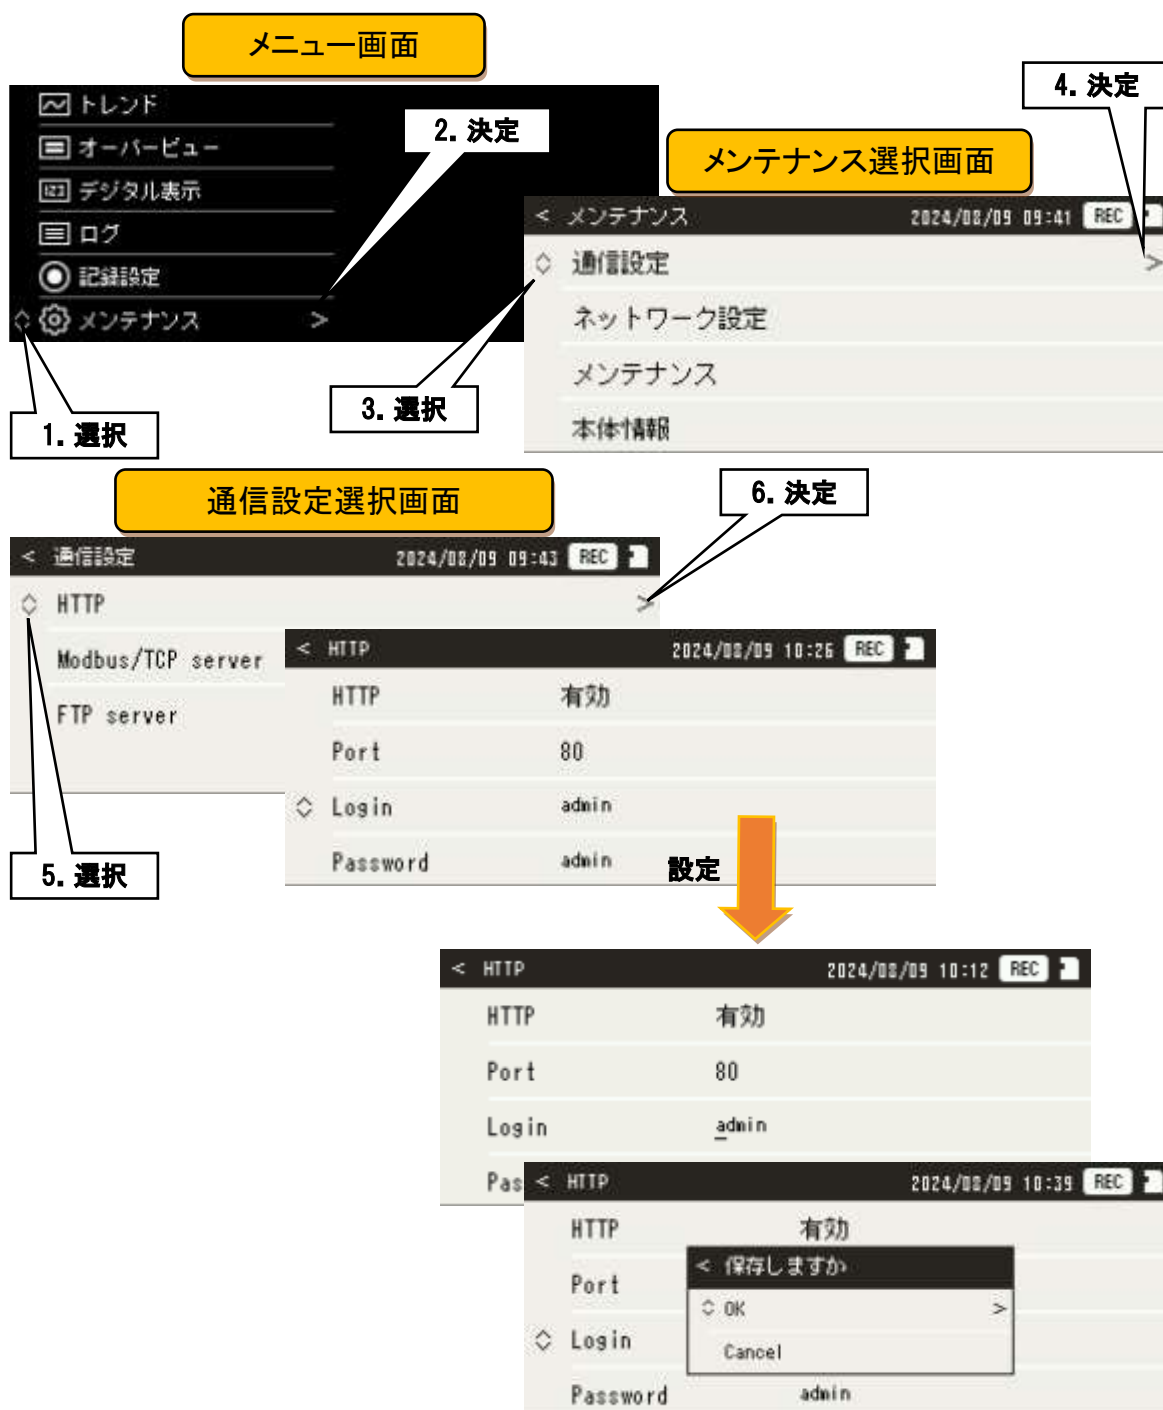 メニュー画面
トレンド
オーバービュー
デジタル表示
ログ
記録設定
メンテナンス >
1. 選択
2. 決定
メンテナンス選択画面
4. 決定
< メンテナンス 2024/08/09 09:41 REC
通信設定 >
ネットワーク設定
メンテナンス
本体情報
3. 選択
通信設定選択画面
6. 決定
< 通信設定 2024/08/09 09:43 REC
HTTP >
Modbus/TCP server
FTP server
5. 選択
< HTTP 2024/08/09 10:26 REC
HTTP 有効
Port 80
Login admin
Password admin
設定
< HTTP 2024/08/09 10:12 REC
HTTP 有効
Port 80
Login admin
Pas
< HTTP 2024/08/09 10:39 REC
HTTP 有効
Port
Login
Password admin
< 保存しますか
OK >
Cancel